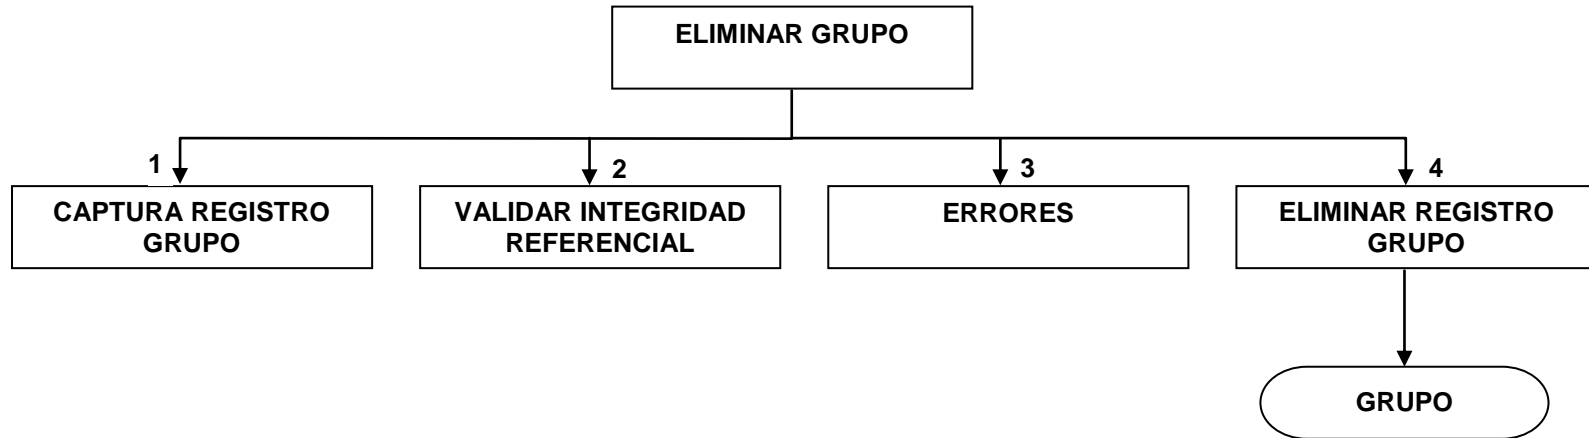 ELIMINAR GRUPO
1
2
3
4
CAPTURA REGISTRO
GRUPO
VALIDAR INTEGRIDAD
REFERENCIAL
ERRORES
ELIMINAR REGISTRO
GRUPO
GRUPO